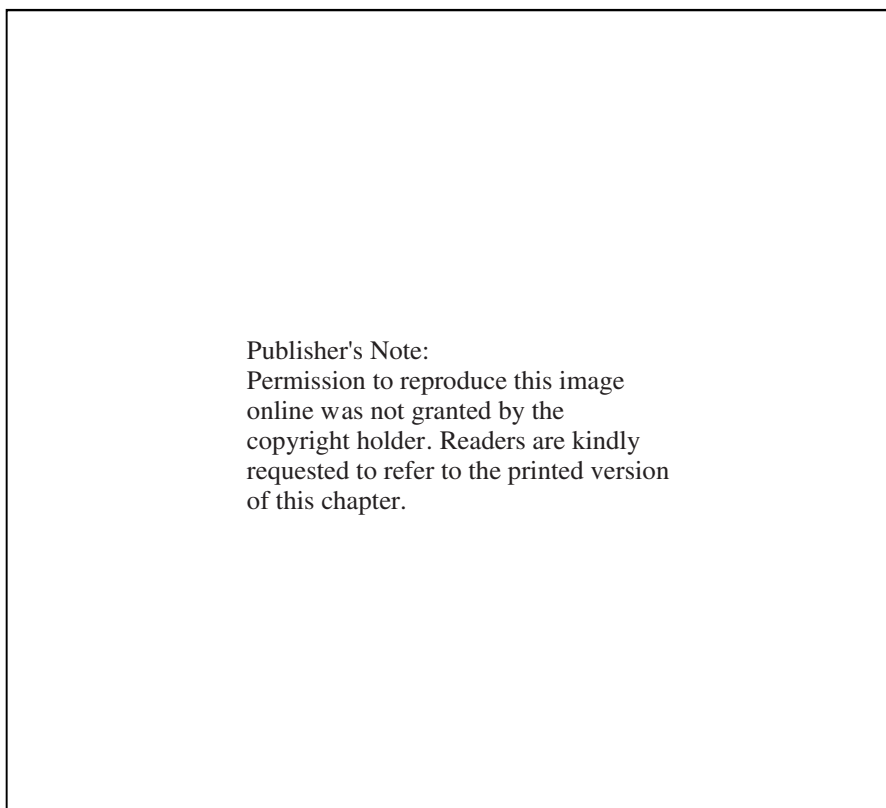 Publisher's Note:
Permission to reproduce this image
online was not granted by the
copyright holder. Readers are kindly
requested to refer to the printed version
of this chapter.